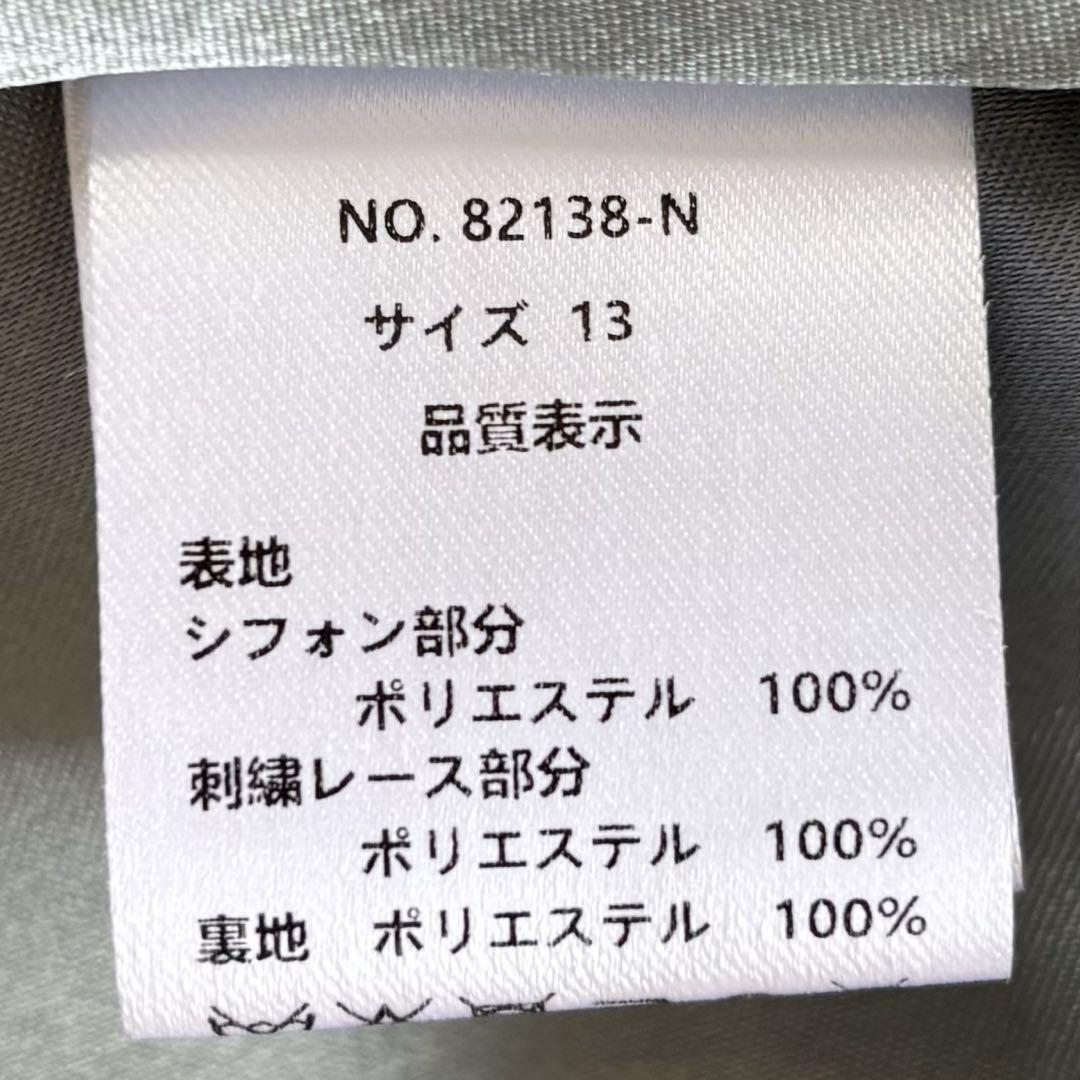 NO. 82138-N
サイズ 13
品質表示
表地
シフォン部分
ポリエステル 100%
刺繍レース部分
ポリエステル 100%
裏地 ポリエステル 100%